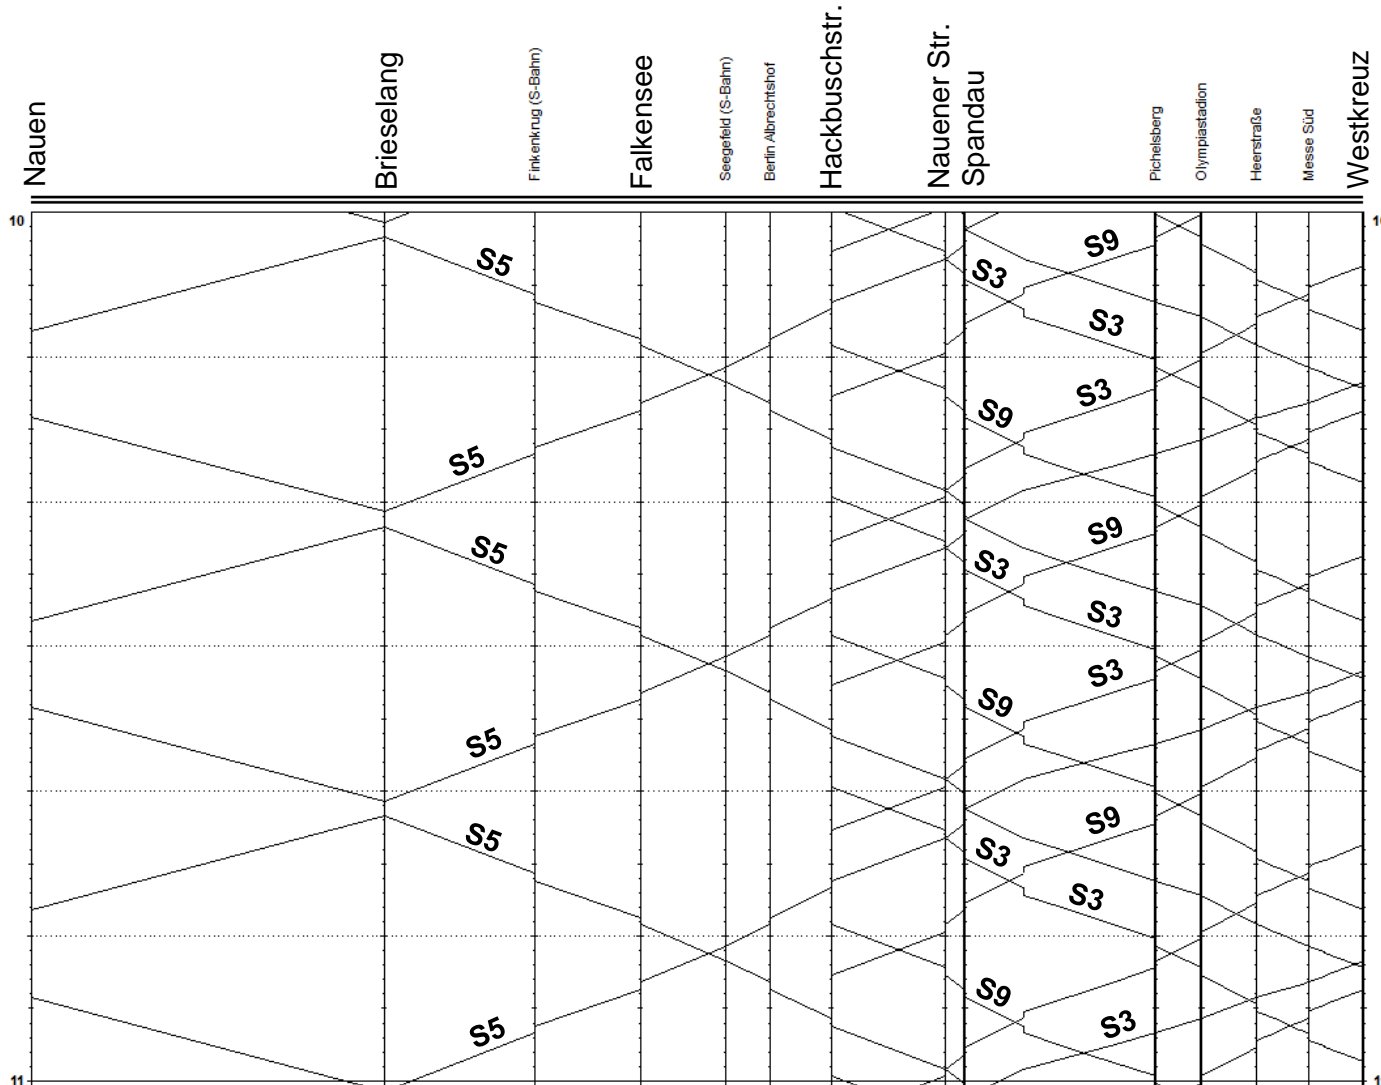 Nauen
Brieselang
Finkenkrug (S-Bahn)
Falkensee
Seegefeld (S-Bahn)
Berlin Albrechtshof
Hackbuschstr.
Nauener Str.
Spandau
Pichelsberg
Olympiastadion
Heerstraße
Messe Süd
Westkreuz
10
1
S9
S5
S3
S3
S3
S9
S5
S9
S5
S3
S3
S3
S9
S5
S9
S5
S3
S3
S9
S3
S5
11
1